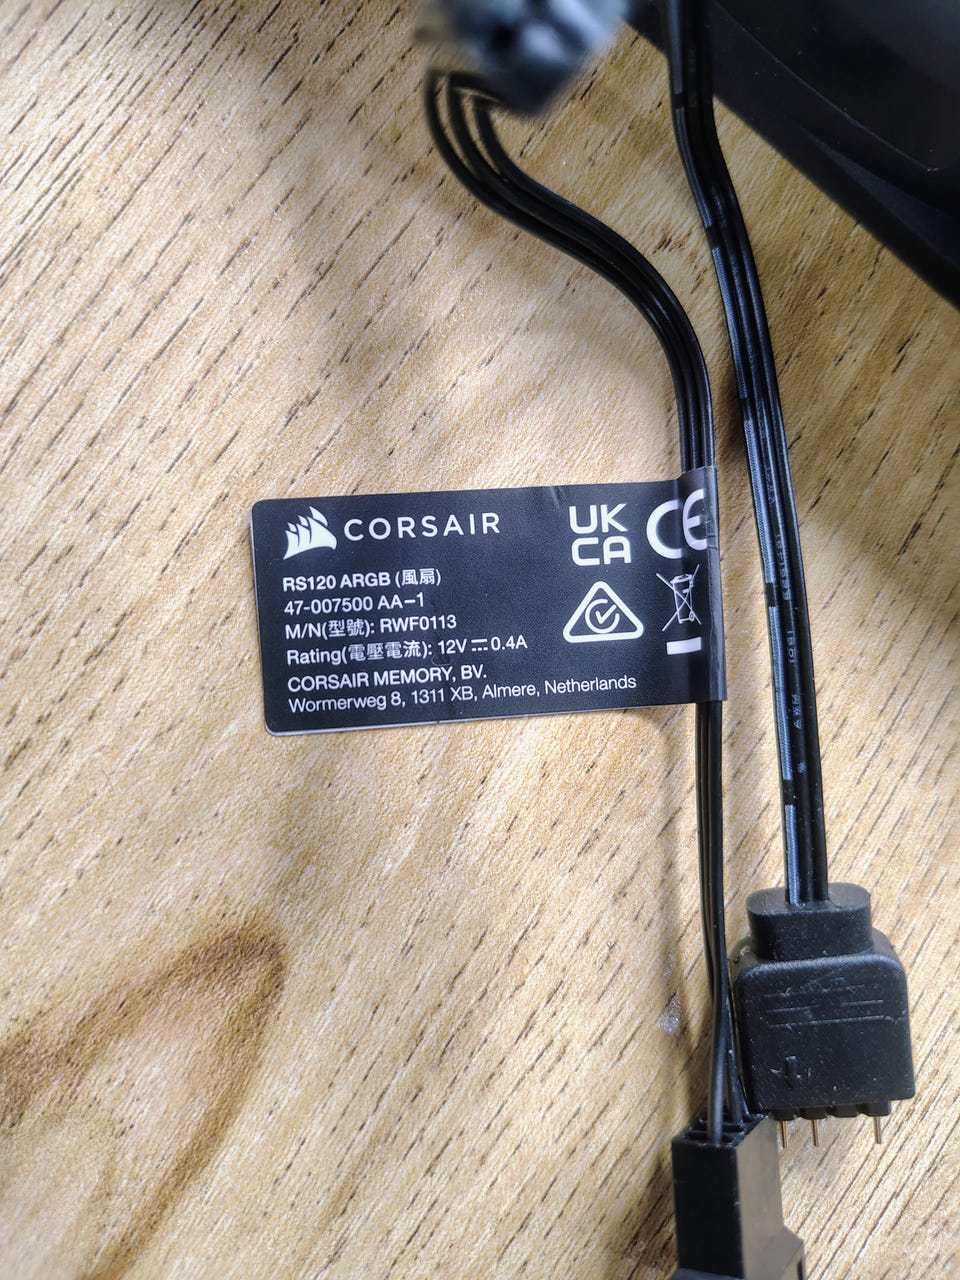 CORSAIR
RS120 ARGB (風扇)
47-007500 AA-1
M/N(型號): RWF0113
Rating(電壓電流): 12V ⎓ 0.4A
CORSAIR MEMORY, BV.
Wormerweg 8, 1311 XB, Almere, Netherlands
UK
CA
CE